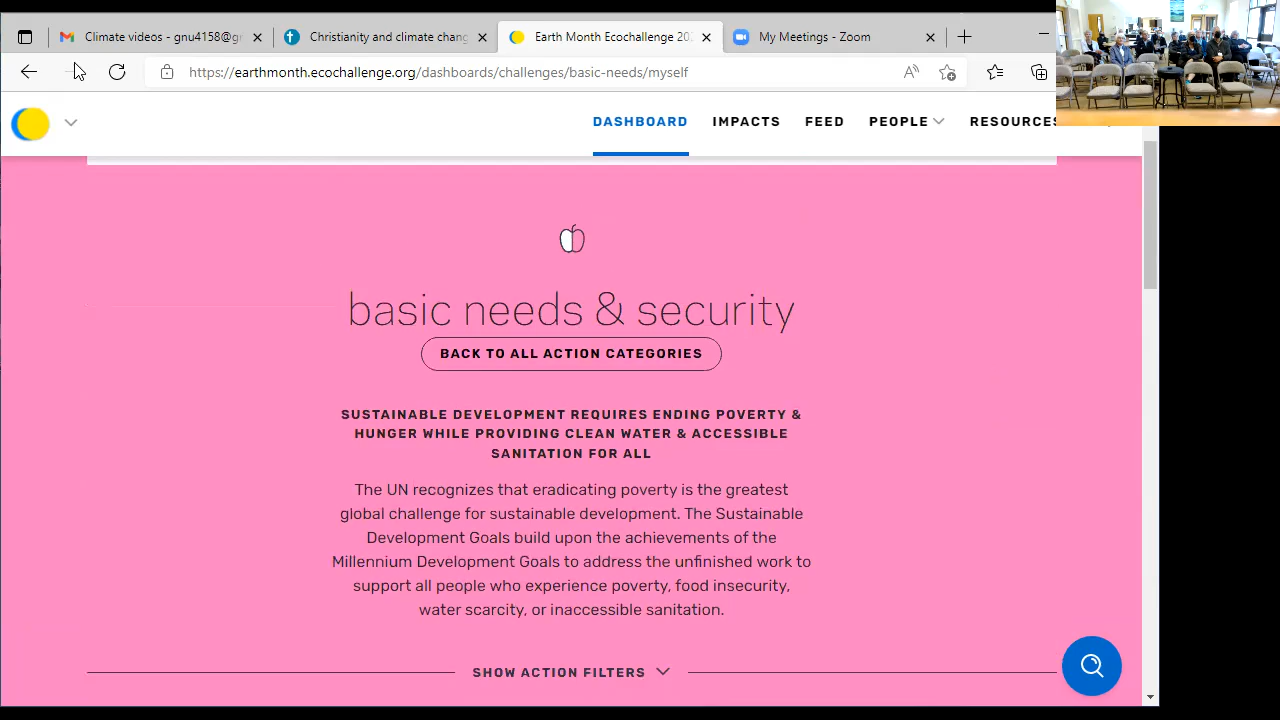 Climate videos - gnu4158@gr
Christianity and climate chang
Earth Month Ecochallenge 202
My Meetings - Zoom
https://earthmonth.ecochallenge.org/dashboards/challenges/basic-needs/myself
DASHBOARD IMPACTS FEED PEOPLE RESOURCES
basic needs & security
BACK TO ALL ACTION CATEGORIES
SUSTAINABLE DEVELOPMENT REQUIRES ENDING POVERTY &
HUNGER WHILE PROVIDING CLEAN WATER & ACCESSIBLE
SANITATION FOR ALL
The UN recognizes that eradicating poverty is the greatest
global challenge for sustainable development. The Sustainable
Development Goals build upon the achievements of the
Millennium Development Goals to address the unfinished work to
support all people who experience poverty, food insecurity,
water scarcity, or inaccessible sanitation.
SHOW ACTION FILTERS